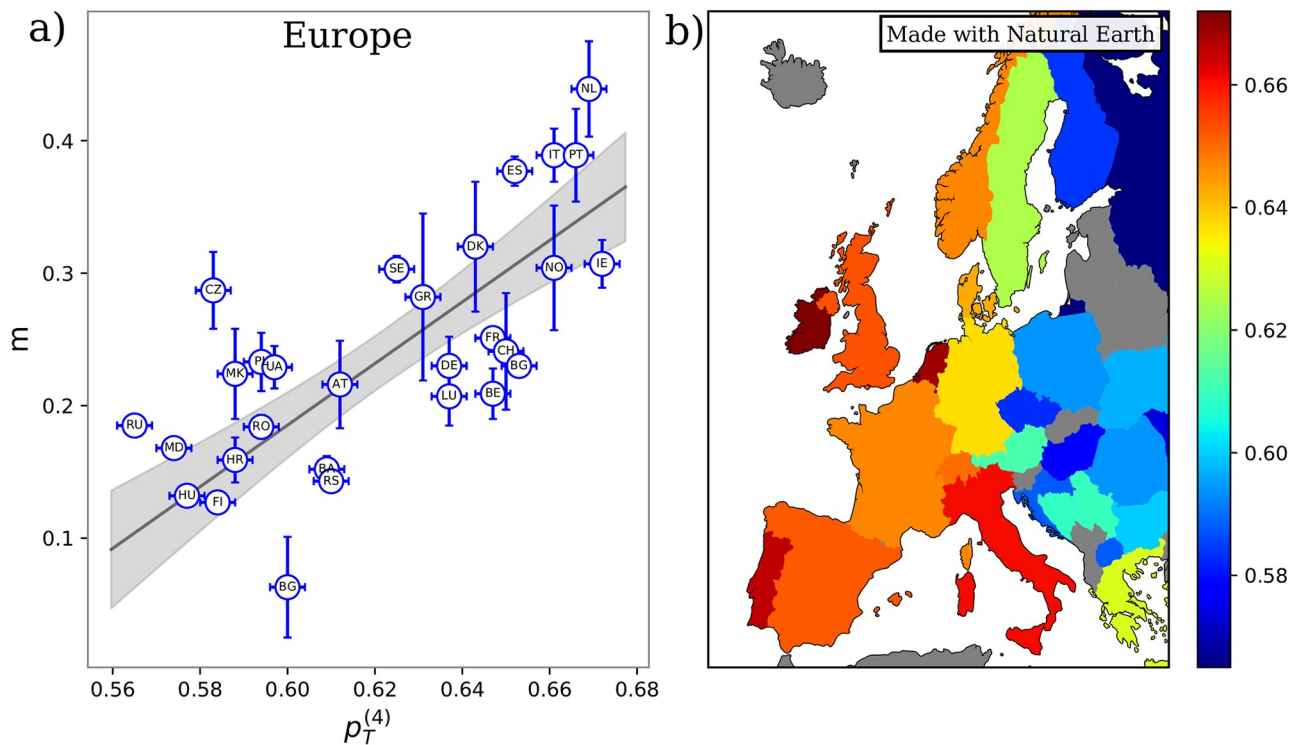 a)
Europe
b)
Made with Natural Earth
NL
IT
PT
ES
DK
SE
NO
IE
CZ
GR
FR
CH
BG
PL
UA
MK
DE
AT
LU
BE
RU
RO
MD
HR
BA
RS
HU
FI
BG
m
0.4
0.3
0.2
0.1
0.56 0.58 0.60 0.62 0.64 0.66 0.68
p_T^(4)
0.66
0.64
0.62
0.60
0.58